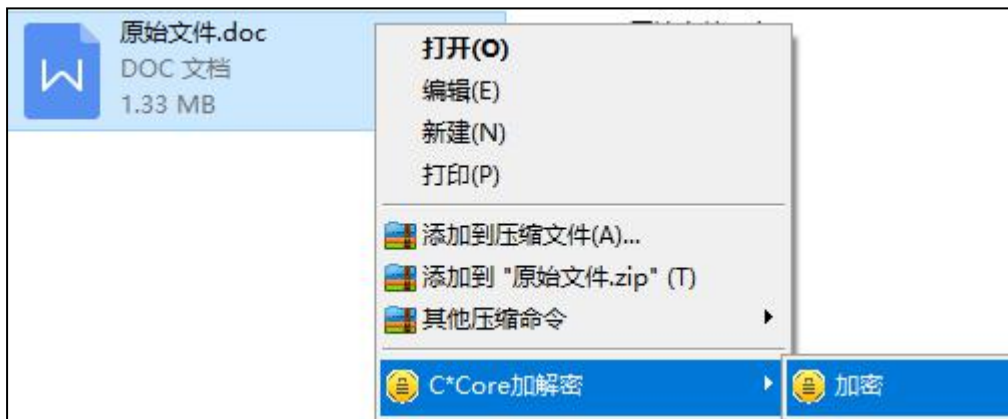 原始文件.doc
DOC 文档
1.33 MB
打开(O)
编辑(E)
新建(N)
打印(P)
添加到压缩文件(A)...
添加到 "原始文件.zip" (T)
其他压缩命令
C*Core加解密
加密